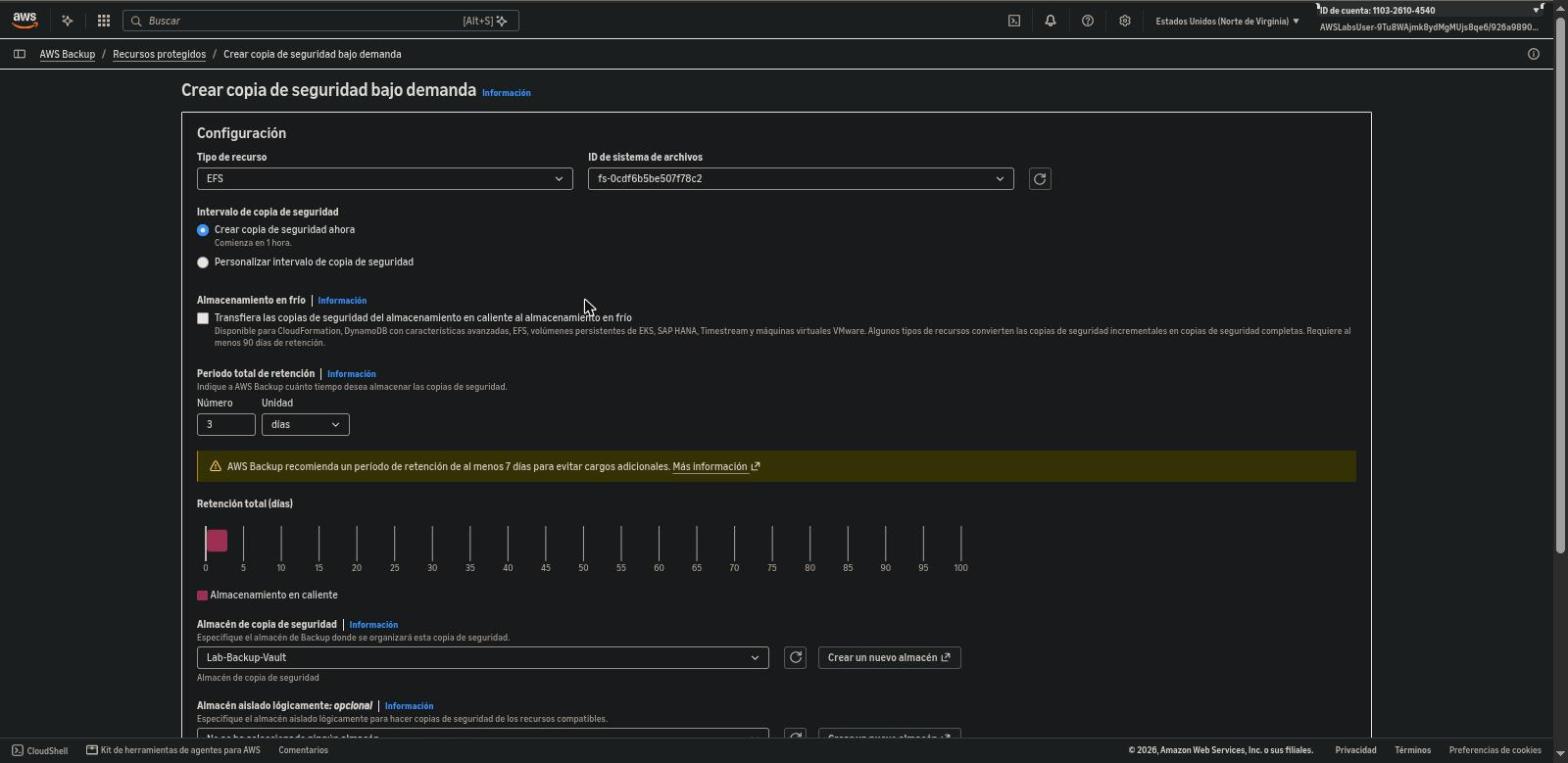 aws
Buscar [Alt+S]
Estados Unidos (Norte de Virginia)
ID de cuenta: 1103-2610-4540
AWSLabsUser-9Tu8WAjmk8ydMgMUjs8qe6/926a9890...
AWS Backup / Recursos protegidos / Crear copia de seguridad bajo demanda
Crear copia de seguridad bajo demanda Información
Configuración
Tipo de recurso
EFS
ID de sistema de archivos
fs-0cdf6b5be507f78c2
Intervalo de copia de seguridad
Crear copia de seguridad ahora
Comienza en 1 hora.
Personalizar intervalo de copia de seguridad
Almacenamiento en frío | Información
Transfiera las copias de seguridad del almacenamiento en caliente al almacenamiento en frío
Disponible para CloudFormation, DynamoDB con características avanzadas, EFS, volúmenes persistentes de EKS, SAP HANA, Timestream y máquinas virtuales VMware. Algunos tipos de recursos convierten las copias de seguridad incrementales en copias de seguridad completas. Requiere al
menos 90 días de retención.
Periodo total de retención | Información
Indique a AWS Backup cuánto tiempo desea almacenar las copias de seguridad.
Número Unidad
3 días
AWS Backup recomienda un período de retención de al menos 7 días para evitar cargos adicionales. Más información
Retención total (días)
0 5 10 15 20 25 30 35 40 45 50 55 60 65 70 75 80 85 90 95 100
Almacenamiento en caliente
Almacén de copia de seguridad | Información
Especifique el almacén de Backup donde se organizará esta copia de seguridad.
Lab-Backup-Vault
Crear un nuevo almacén
Almacén de copia de seguridad
Almacén aislado lógicamente: opcional | Información
Especifique el almacén aislado lógicamente para hacer copias de seguridad de los recursos compatibles.
No se ha seleccionado ningún almacén
Crear un nuevo almacén
CloudShell Kit de herramientas de agentes para AWS Comentarios
© 2026, Amazon Web Services, Inc. o sus filiales. Privacidad Términos Preferencias de cookies